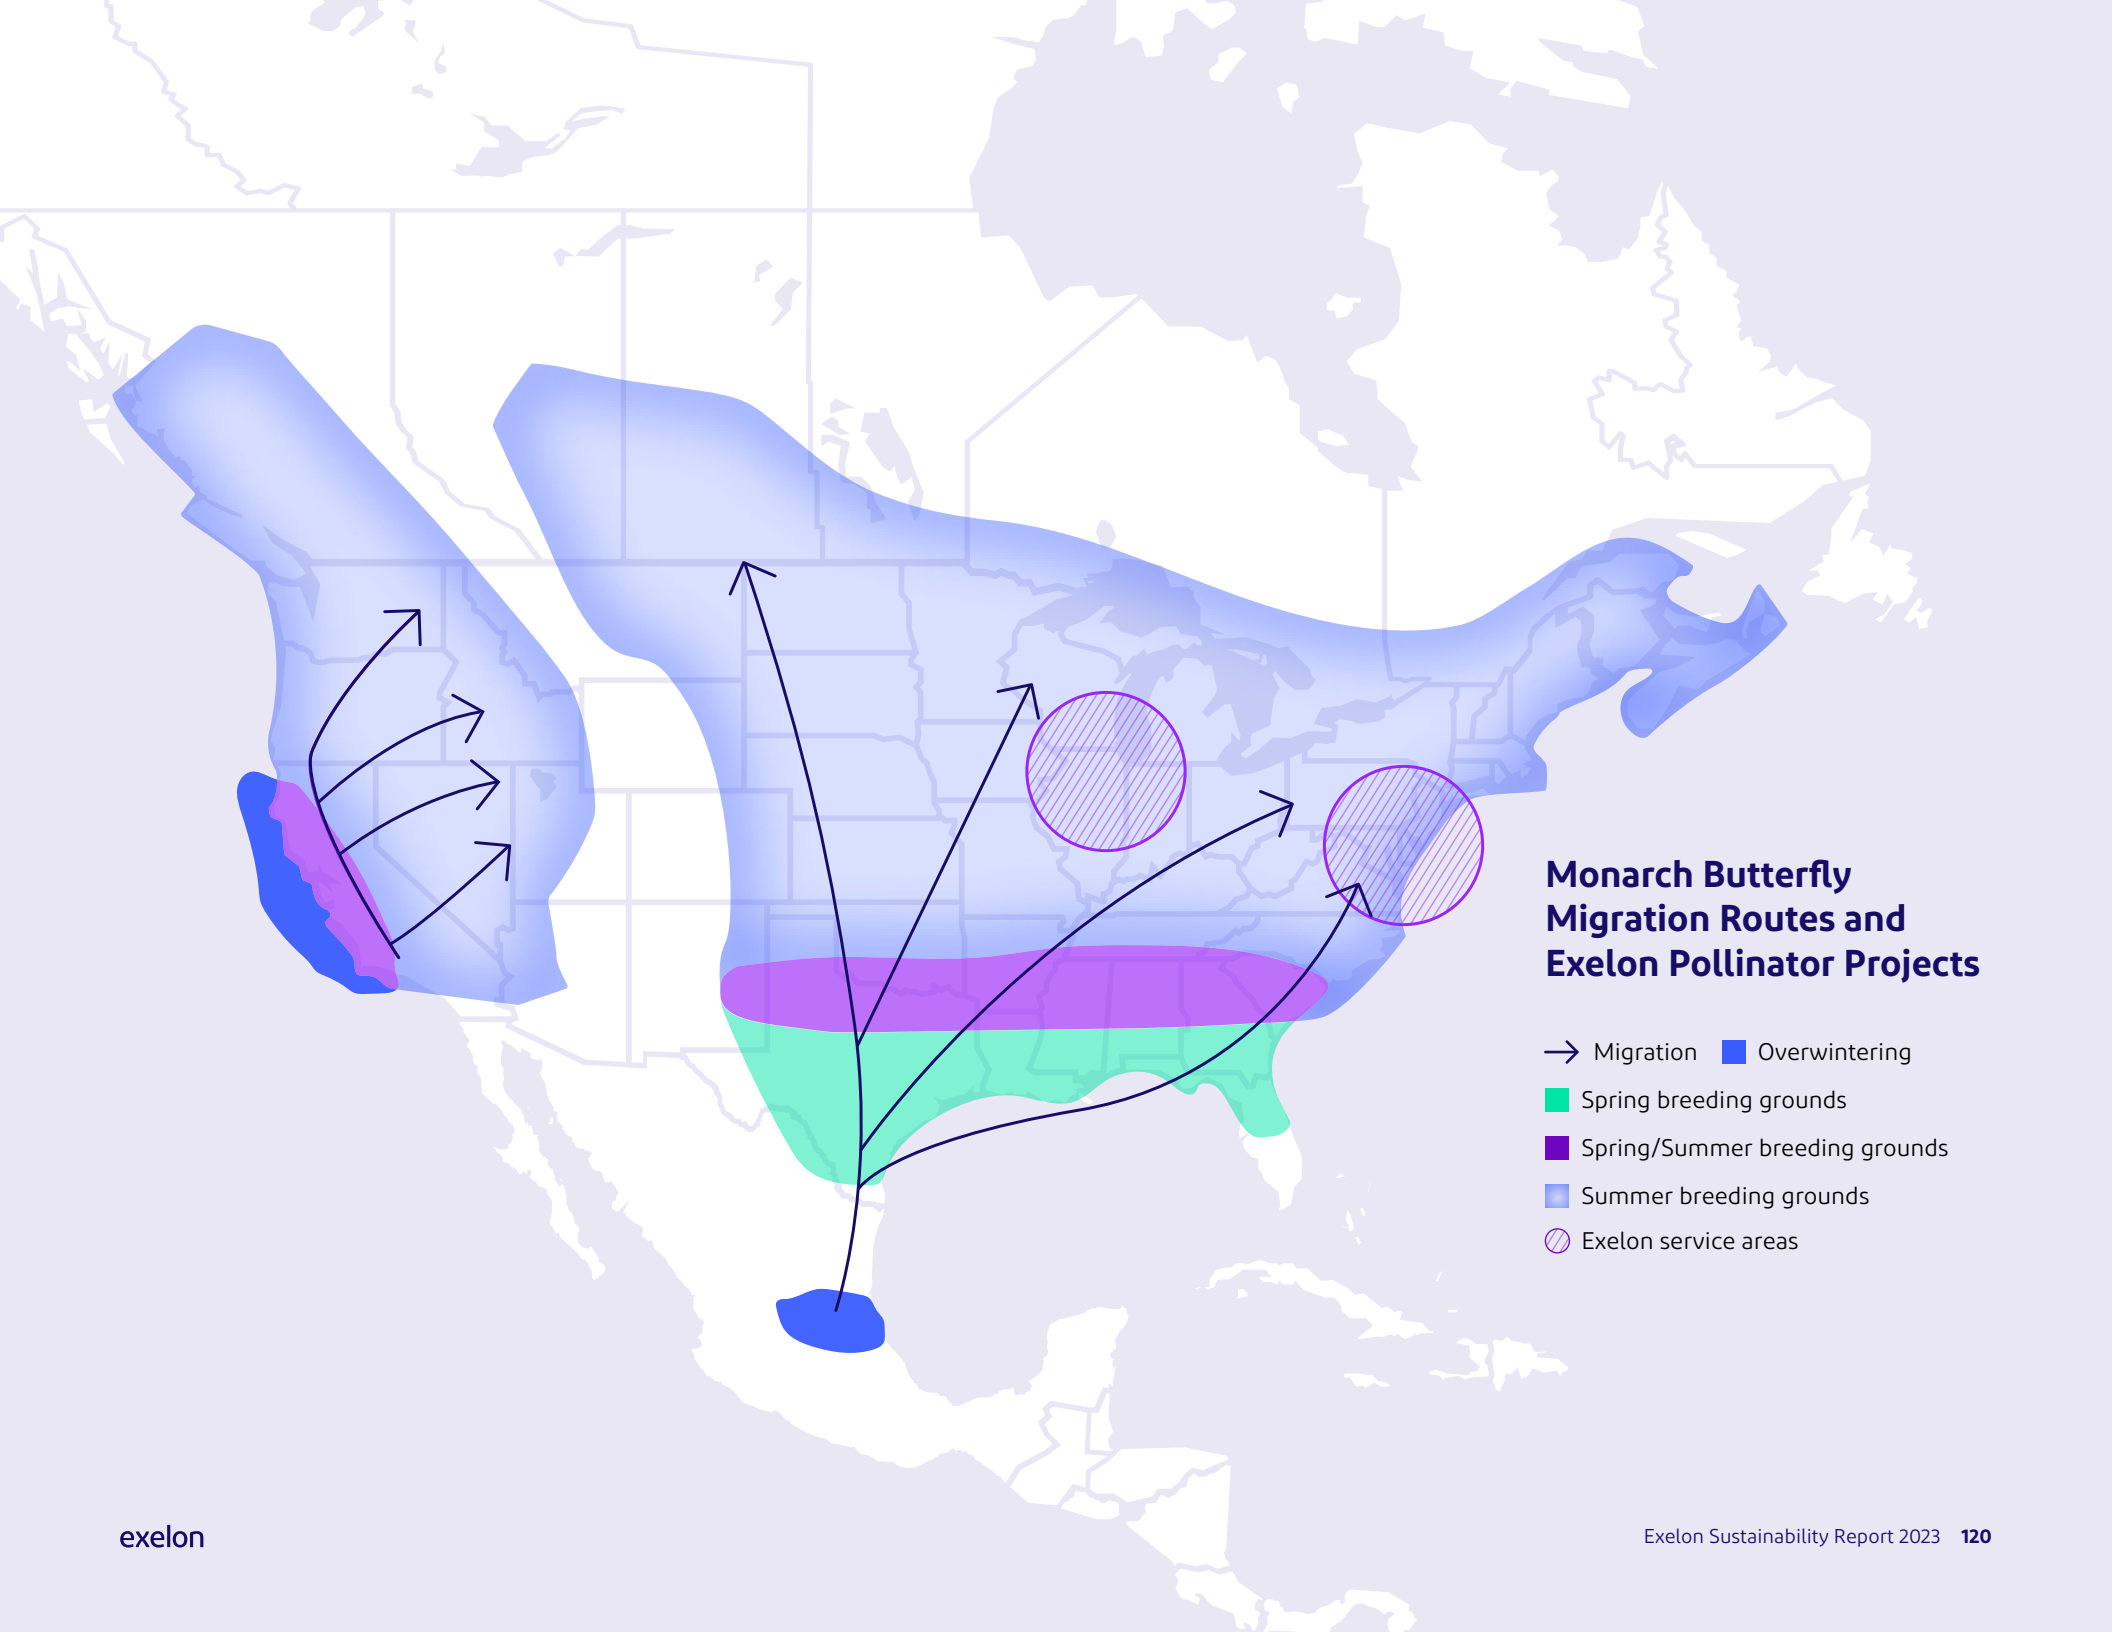 Monarch Butterfly
Migration Routes and
Exelon Pollinator Projects
Migration
Overwintering
Spring breeding grounds
Spring/Summer breeding grounds
Summer breeding grounds
Exelon service areas
exelon
Exelon Sustainability Report 2023 120